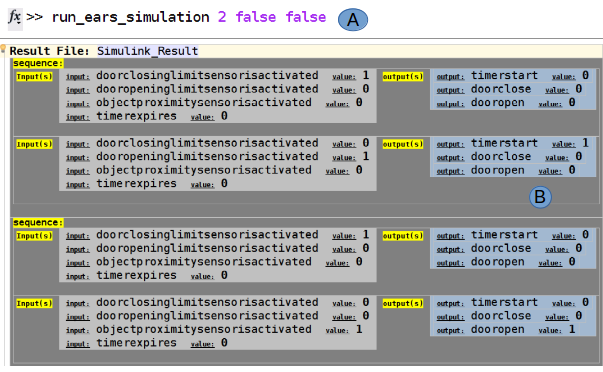 fx >> run_ears_simulation 2 false false A
Result File: Simulink_Result
sequence:
Input(s) input: doorclosinglimitsensorisactivated value: 1 output(s) output: timerstart value: 0
input: dooropeninglimitsensorisactivated value: 0 output: doorclose value: 0
input: objectproximitysensorisactivated value: 0 output: dooropen value: 0
input: timerexpires value: 0
Input(s) input: doorclosinglimitsensorisactivated value: 0 output(s) output: timerstart value: 1
input: dooropeninglimitsensorisactivated value: 1 output: doorclose value: 0
input: objectproximitysensorisactivated value: 0 output: dooropen value: 0
input: timerexpires value: 0
B
sequence:
Input(s) input: doorclosinglimitsensorisactivated value: 1 output(s) output: timerstart value: 0
input: dooropeninglimitsensorisactivated value: 0 output: doorclose value: 0
input: objectproximitysensorisactivated value: 0 output: dooropen value: 0
input: timerexpires value: 0
Input(s) input: doorclosinglimitsensorisactivated value: 0 output(s) output: timerstart value: 0
input: dooropeninglimitsensorisactivated value: 0 output: doorclose value: 0
input: objectproximitysensorisactivated value: 1 output: dooropen value: 1
input: timerexpires value: 0